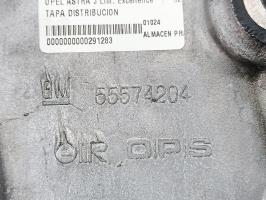 OPEL ASTRA J Lim. Excellence
TAPA DISTRIBUCION
01024
0000000000291283
ALMACEN P
GM 55574204
OPS